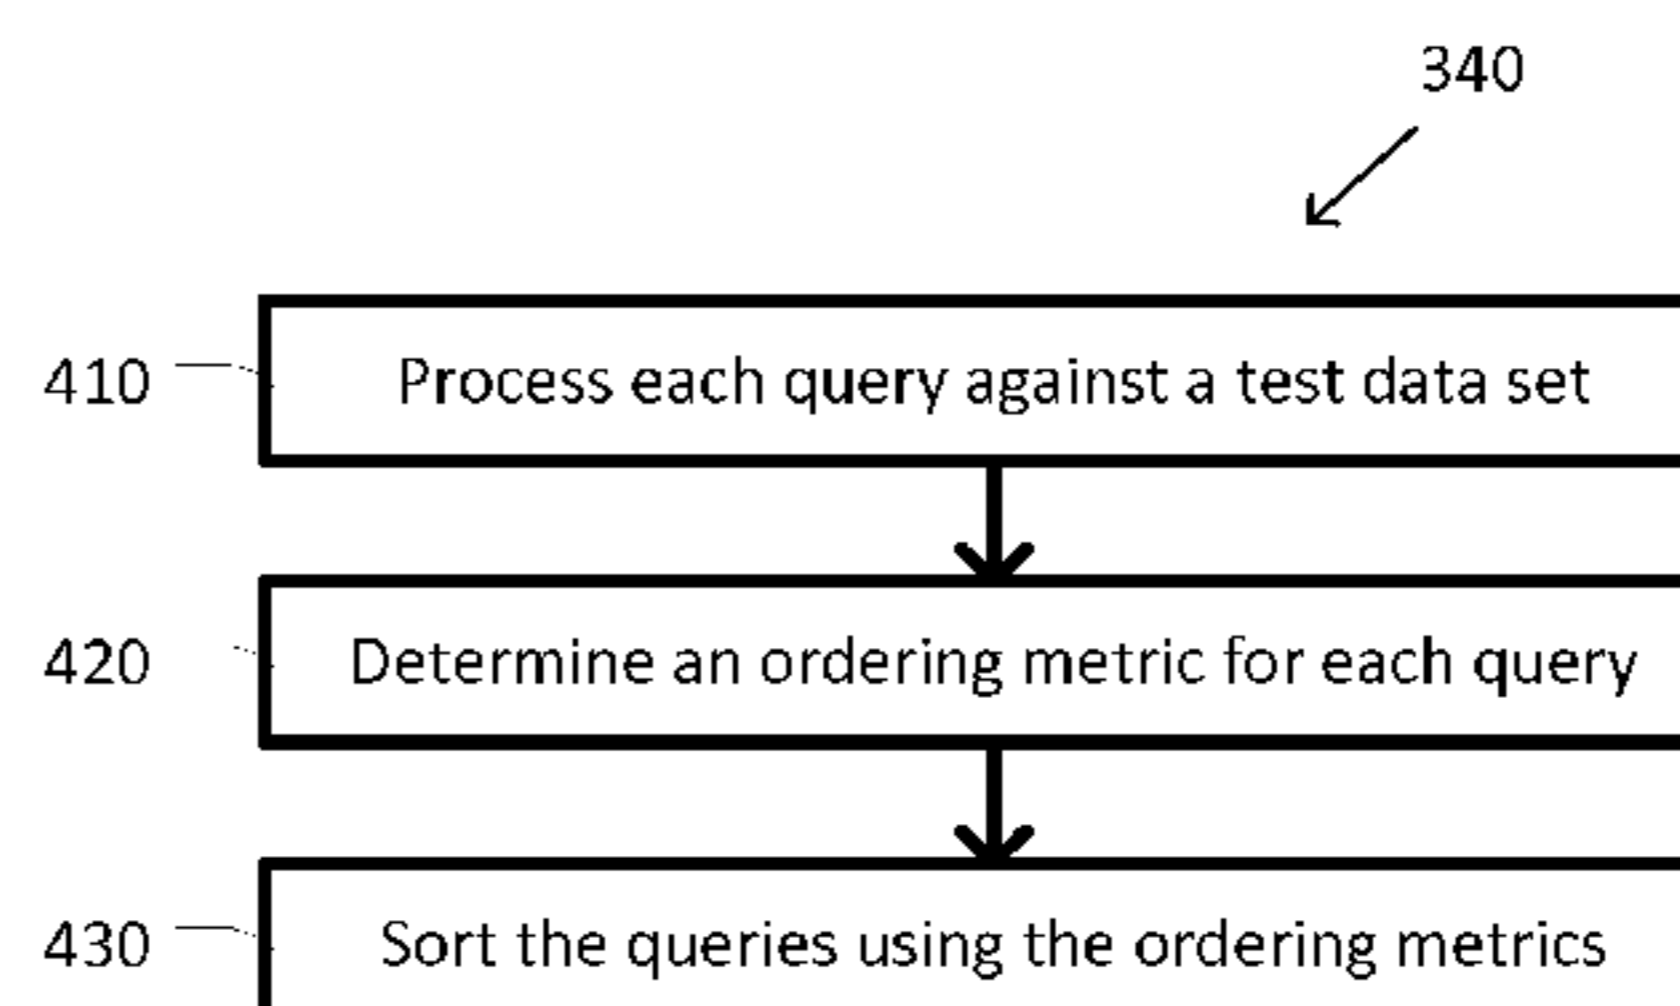 340
410 Process each query against a test data set
420 Determine an ordering metric for each query
430 Sort the queries using the ordering metrics